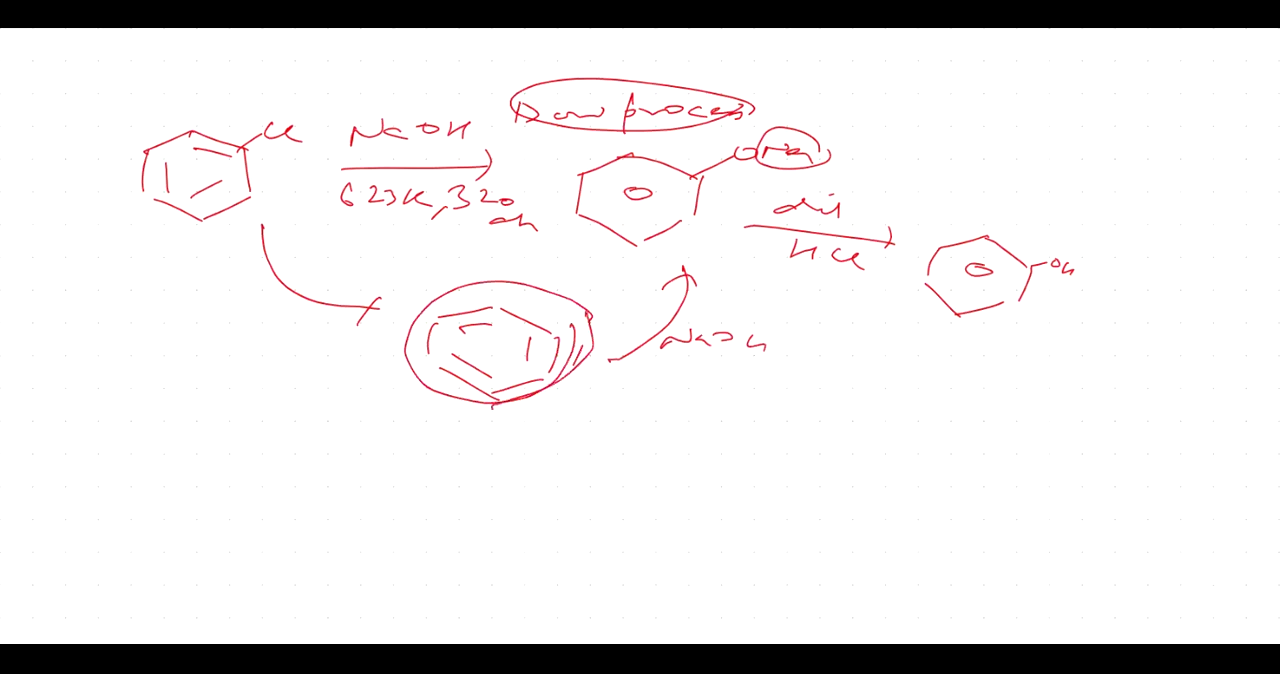 Dow process
Cl
NaOH
623K, 320
atm
ONa
dil
HCl
OH
NaOH